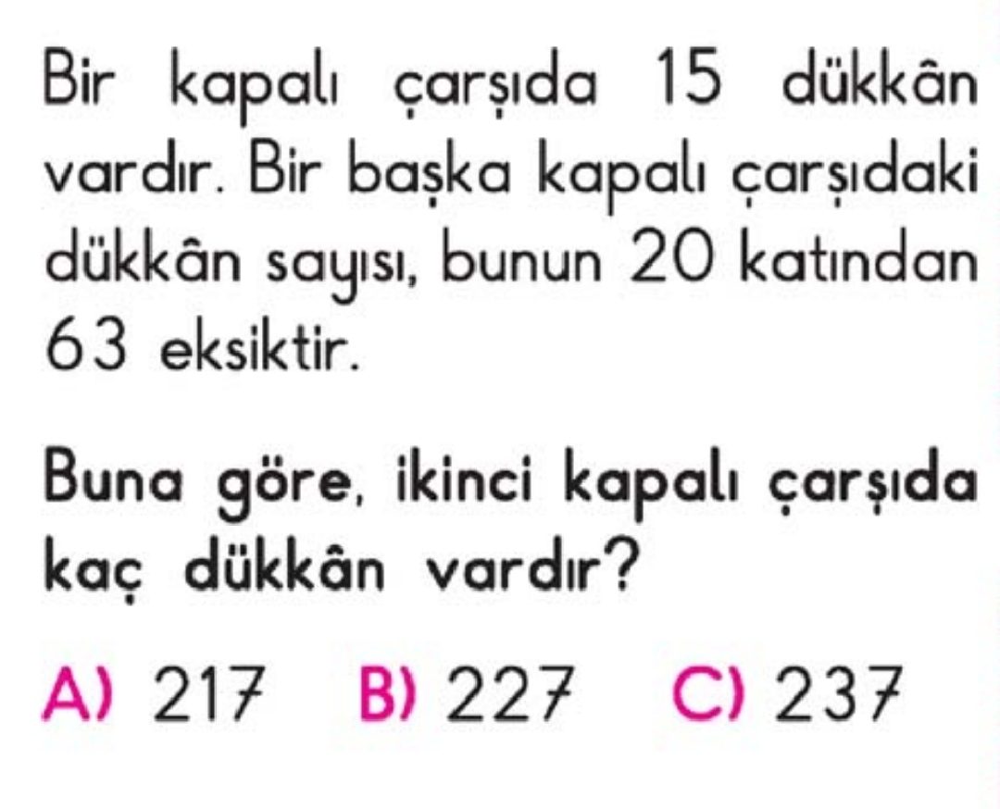 Bir kapalı çarşıda 15 dükkân
vardır. Bir başka kapalı çarşıdaki
dükkân sayısı, bunun 20 katından
63 eksiktir.
Buna göre, ikinci kapalı çarşıda
kaç dükkân vardır?
A) 217 B) 227 C) 237